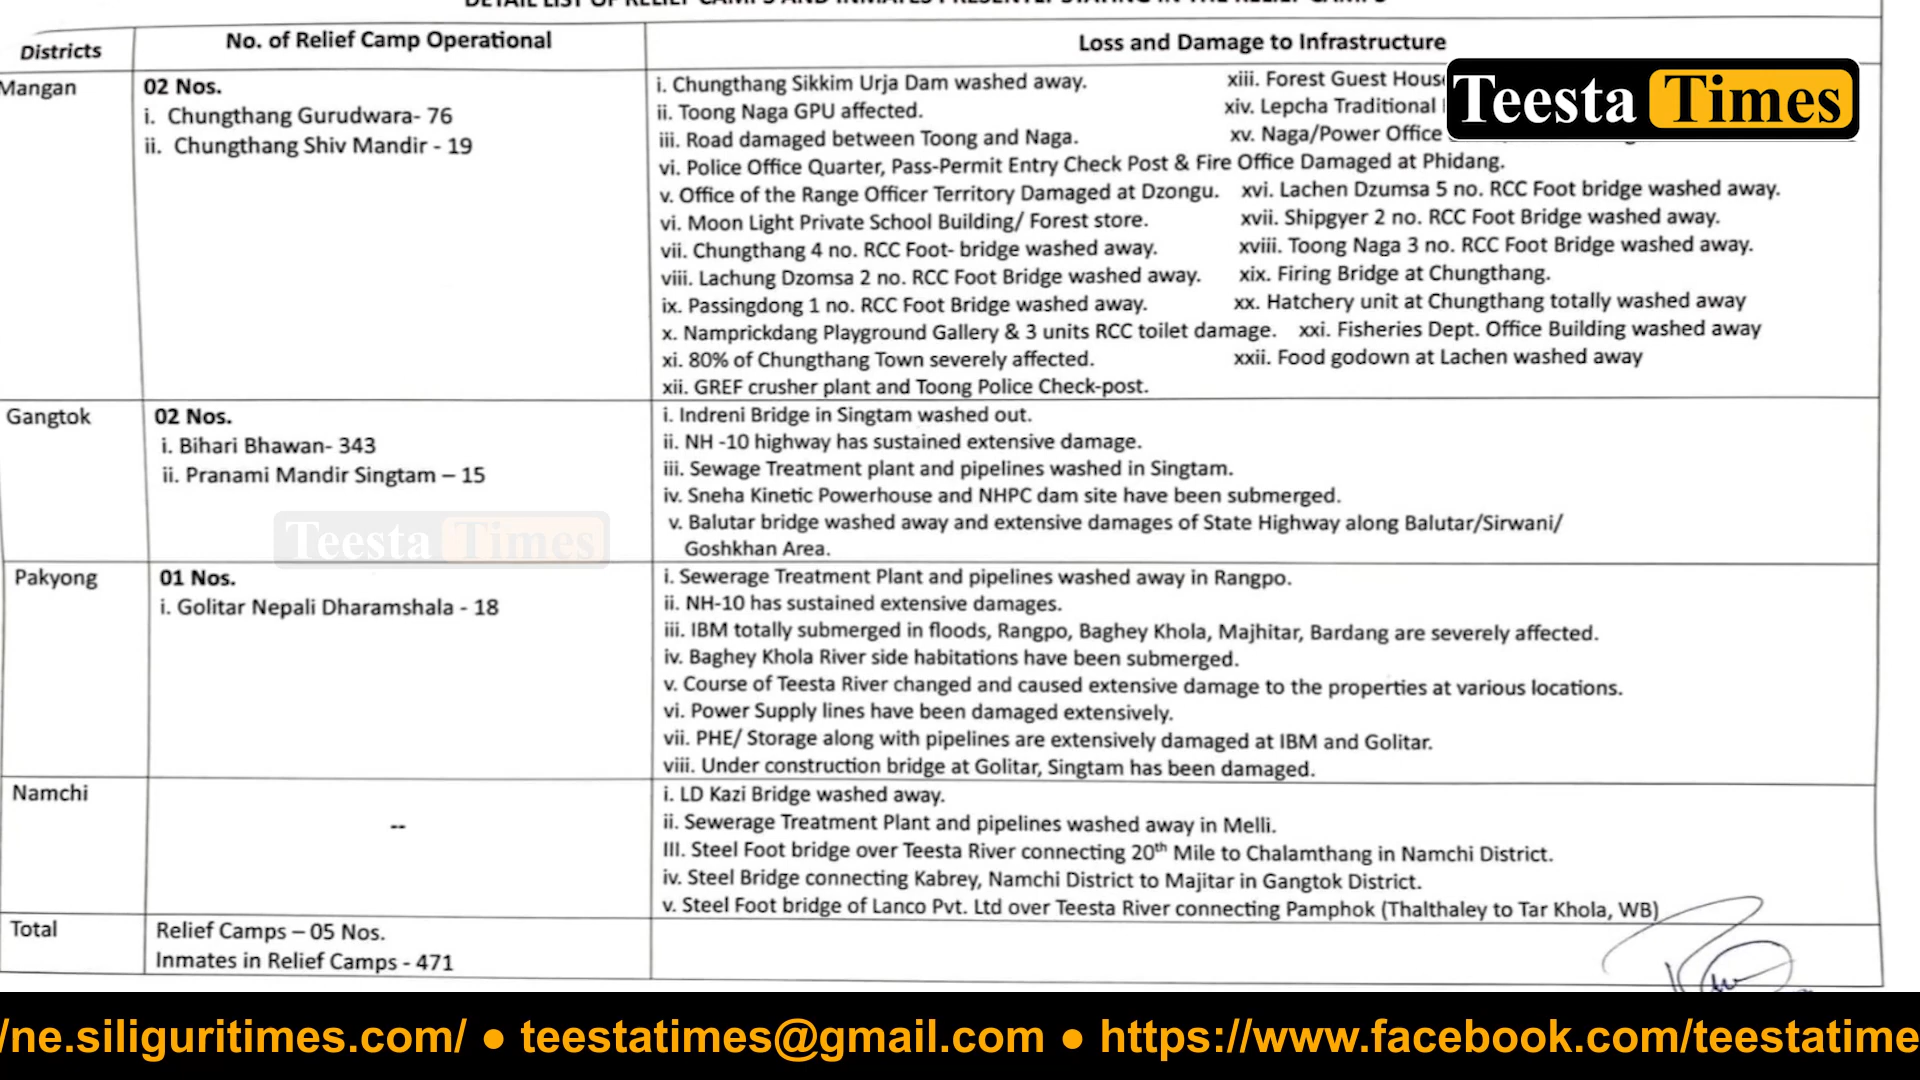 DETAIL LIST OF RELIEF CAMPS AND INMATES PRESENTLY STAYING IN THE RELIEF CAMPS
Districts
No. of Relief Camp Operational
Loss and Damage to Infrastructure
Mangan
02 Nos.
i. Chungthang Gurudwara- 76
ii. Chungthang Shiv Mandir - 19
i. Chungthang Sikkim Urja Dam washed away.
xiii. Forest Guest House
ii. Toong Naga GPU affected.
xiv. Lepcha Traditional
iii. Road damaged between Toong and Naga.
xv. Naga/Power Office
vi. Police Office Quarter, Pass-Permit Entry Check Post & Fire Office Damaged at Phidang.
v. Office of the Range Officer Territory Damaged at Dzongu.
xvi. Lachen Dzumsa 5 no. RCC Foot bridge washed away.
vi. Moon Light Private School Building/ Forest store.
xvii. Shipgyer 2 no. RCC Foot Bridge washed away.
vii. Chungthang 4 no. RCC Foot- bridge washed away.
xviii. Toong Naga 3 no. RCC Foot Bridge washed away.
viii. Lachung Dzomsa 2 no. RCC Foot Bridge washed away.
xix. Firing Bridge at Chungthang.
ix. Passingdong 1 no. RCC Foot Bridge washed away.
xx. Hatchery unit at Chungthang totally washed away
x. Namprickdang Playground Gallery & 3 units RCC toilet damage.
xxi. Fisheries Dept. Office Building washed away
xi. 80% of Chungthang Town severely affected.
xxii. Food godown at Lachen washed away
xii. GREF crusher plant and Toong Police Check-post.
Teesta Times
Gangtok
02 Nos.
i. Bihari Bhawan- 343
ii. Pranami Mandir Singtam – 15
i. Indreni Bridge in Singtam washed out.
ii. NH -10 highway has sustained extensive damage.
iii. Sewage Treatment plant and pipelines washed in Singtam.
iv. Sneha Kinetic Powerhouse and NHPC dam site have been submerged.
v. Balutar bridge washed away and extensive damages of State Highway along Balutar/Sirwani/
Goshkhan Area.
Teesta Times
Pakyong
01 Nos.
i. Golitar Nepali Dharamshala - 18
i. Sewerage Treatment Plant and pipelines washed away in Rangpo.
ii. NH-10 has sustained extensive damages.
iii. IBM totally submerged in floods, Rangpo, Baghey Khola, Majhitar, Bardang are severely affected.
iv. Baghey Khola River side habitations have been submerged.
v. Course of Teesta River changed and caused extensive damage to the properties at various locations.
vi. Power Supply lines have been damaged extensively.
vii. PHE/ Storage along with pipelines are extensively damaged at IBM and Golitar.
viii. Under construction bridge at Golitar, Singtam has been damaged.
Namchi
--
i. LD Kazi Bridge washed away.
ii. Sewerage Treatment Plant and pipelines washed away in Melli.
III. Steel Foot bridge over Teesta River connecting 20th Mile to Chalamthang in Namchi District.
iv. Steel Bridge connecting Kabrey, Namchi District to Majitar in Gangtok District.
v. Steel Foot bridge of Lanco Pvt. Ltd over Teesta River connecting Pamphok (Thalthaley to Tar Khola, WB)
Total
Relief Camps – 05 Nos.
Inmates in Relief Camps - 471
/ne.siliguritimes.com/ ● teestatimes@gmail.com ● https://www.facebook.com/teestatime